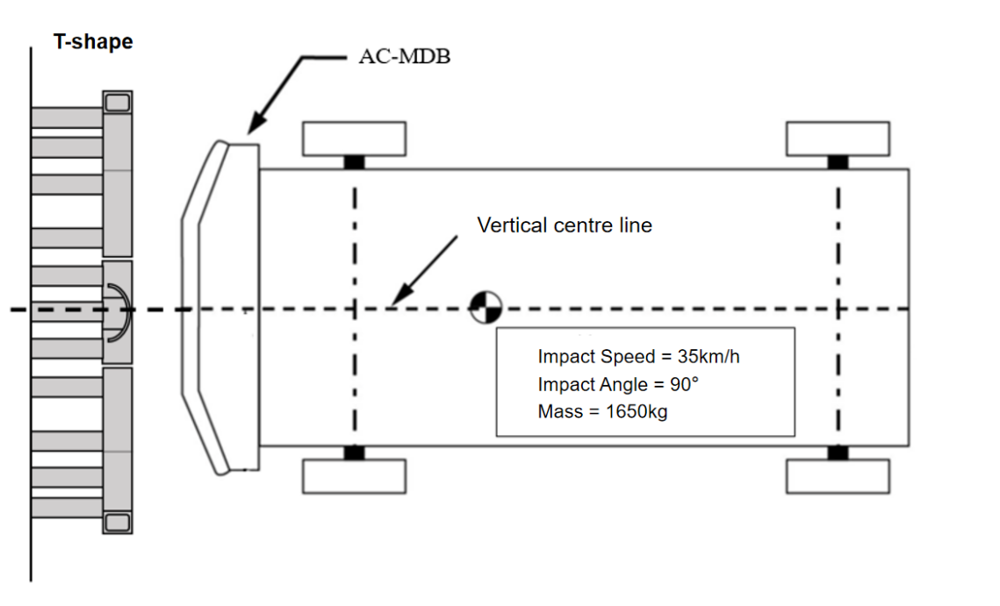 T-shape
AC-MDB
Vertical centre line
Impact Speed = 35km/h
Impact Angle = 90°
Mass = 1650kg